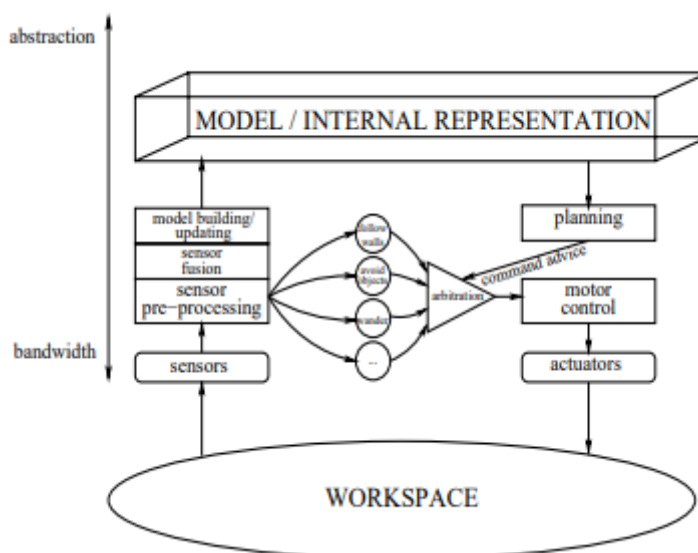 abstraction
MODEL / INTERNAL REPRESENTATION
model building/
updating
sensor
fusion
sensor
pre-processing
sensors
bandwidth
follow
walls
avoid
objects
wander
...
arbitration
command advice
planning
motor
control
actuators
WORKSPACE